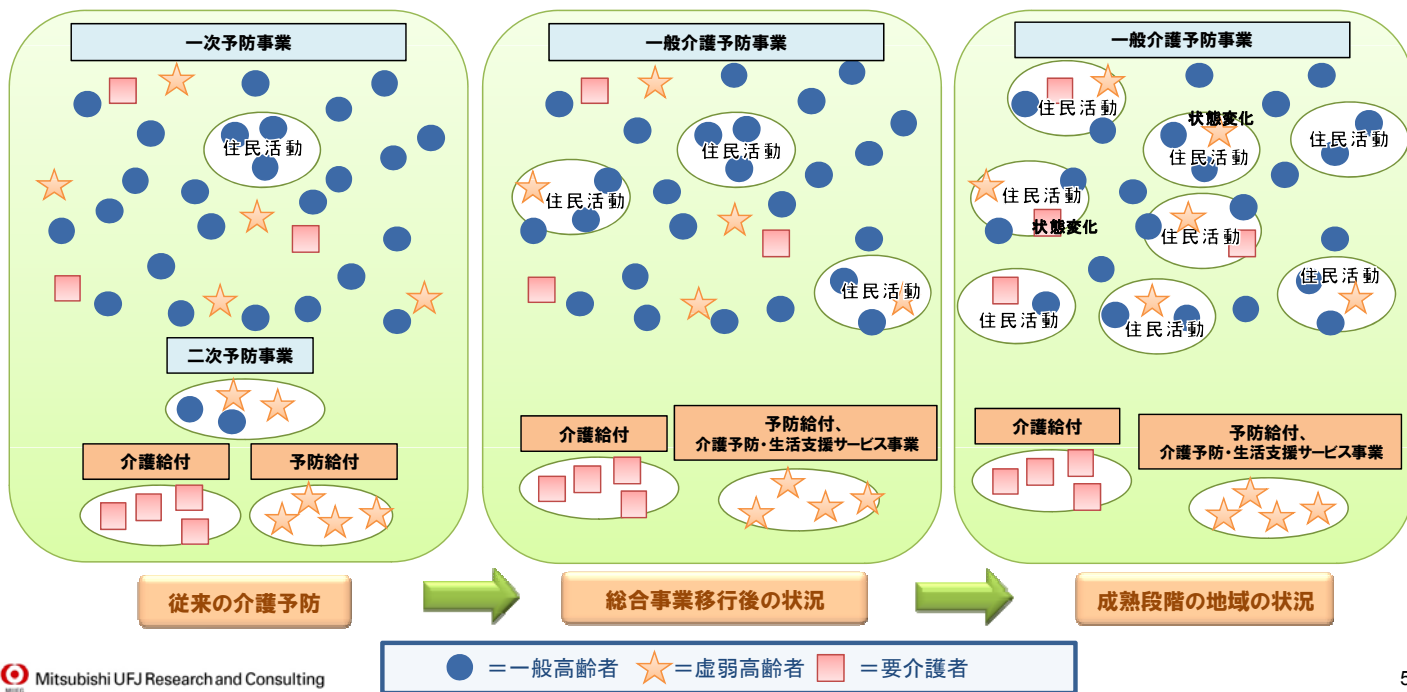 一次予防事業
住民活動
二次予防事業
介護給付
予防給付
従来の介護予防
一般介護予防事業
住民活動
住民活動
住民活動
介護給付
予防給付、
介護予防・生活支援サービス事業
総合事業移行後の状況
一般介護予防事業
住民活動
状態変化
住民活動
住民活動
住民活動
状態変化
住民活動
住民活動
住民活動
住民活動
介護給付
予防給付、
介護予防・生活支援サービス事業
成熟段階の地域の状況
=一般高齢者 =虚弱高齢者 =要介護者
MUFG Mitsubishi UFJ Research and Consulting
5